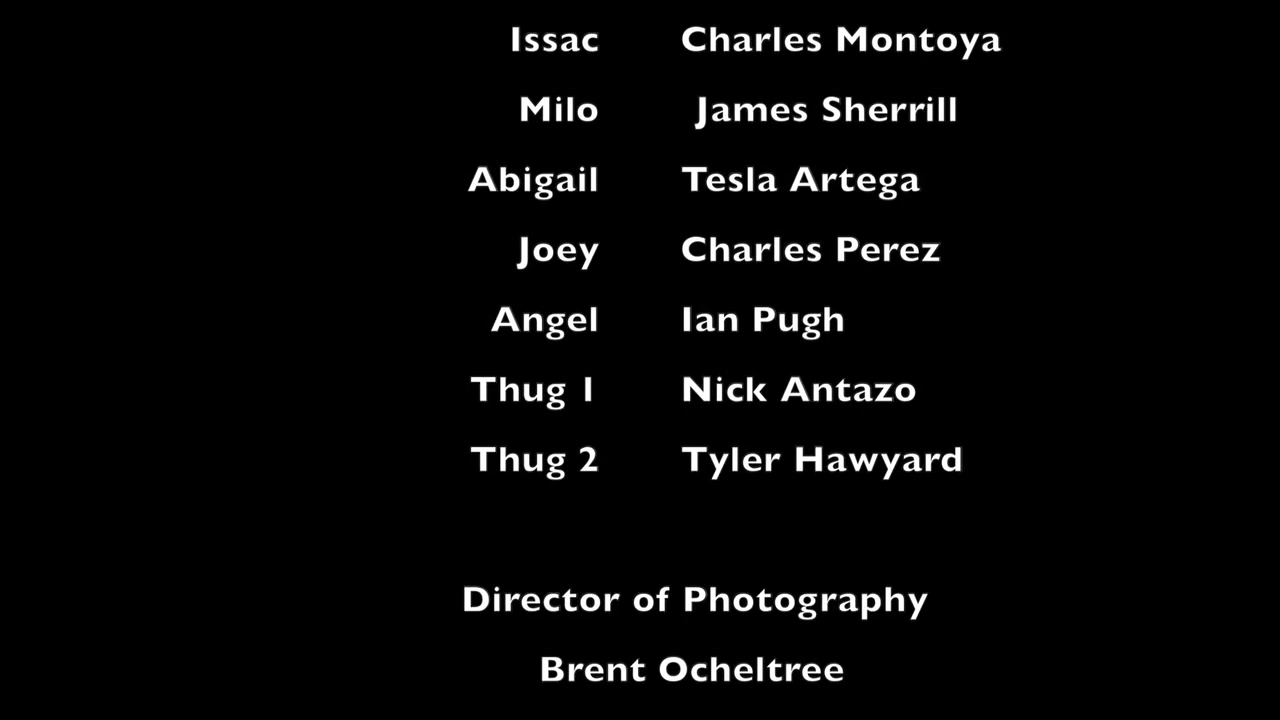 Issac Charles Montoya
Milo James Sherrill
Abigail Tesla Artega
Joey Charles Perez
Angel Ian Pugh
Thug 1 Nick Antazo
Thug 2 Tyler Hawyard
Director of Photography
Brent Ocheltree